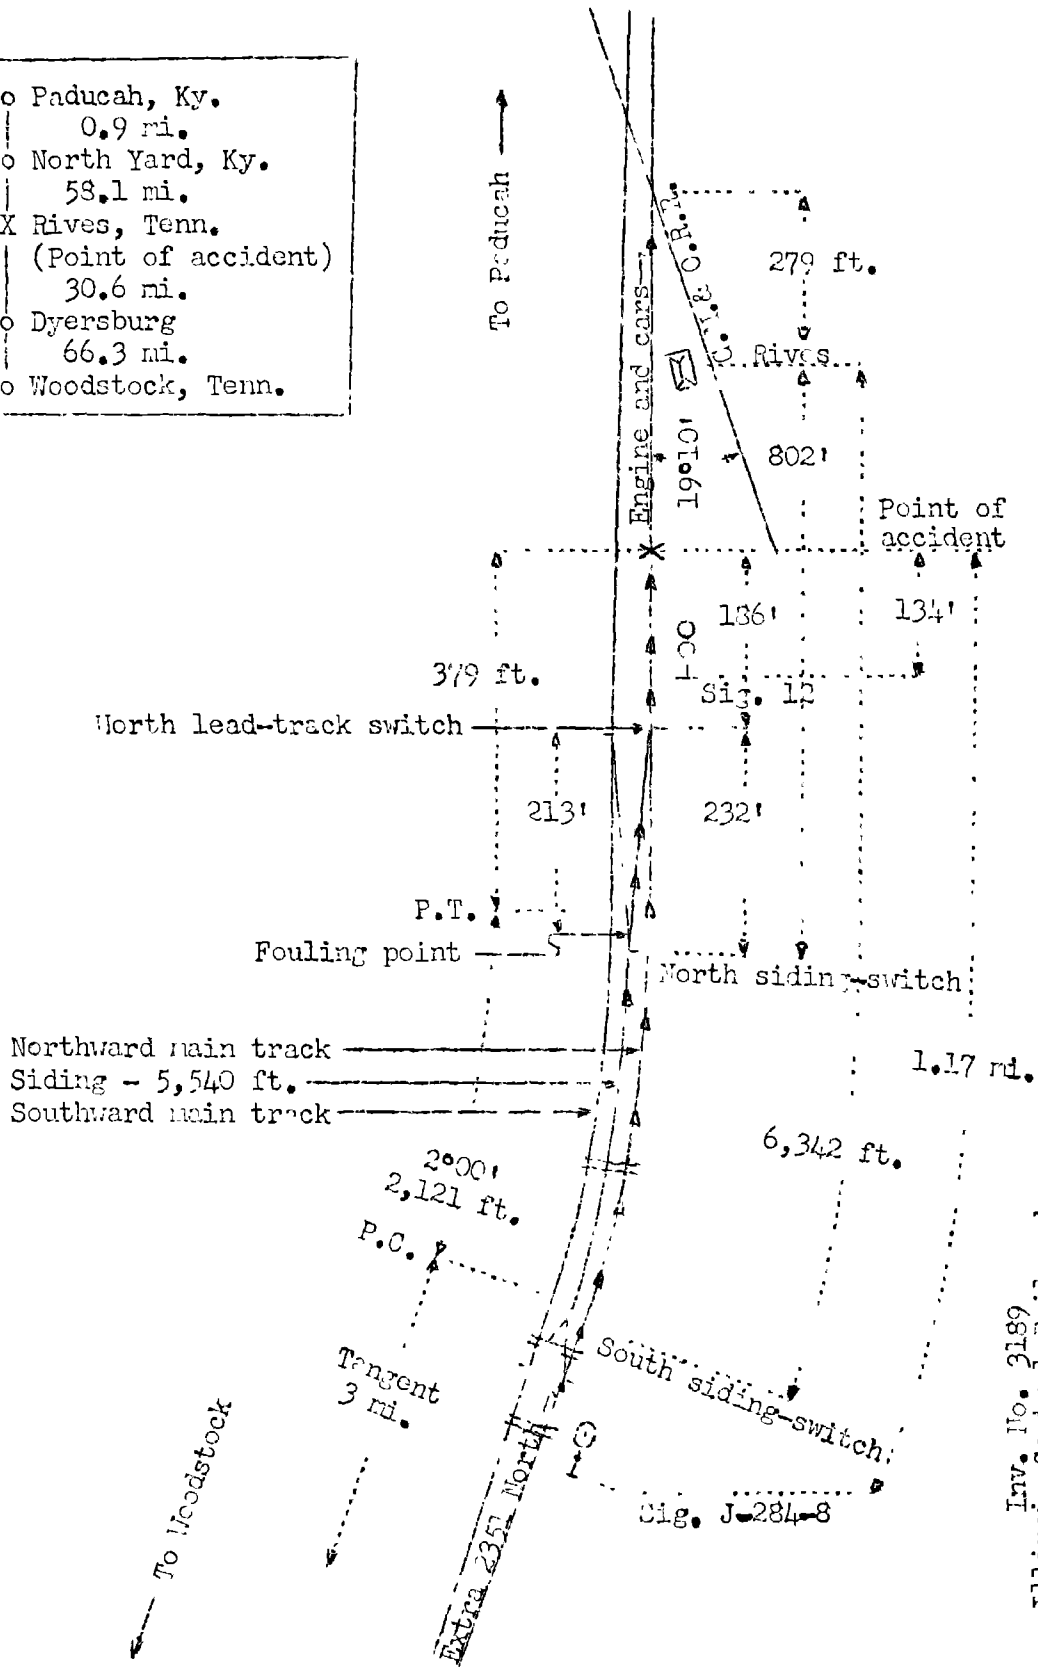 Paducah, Ky.
0.9 mi.
North Yard, Ky.
58.1 mi.
X Rives, Tenn.
(Point of accident)
30.6 mi.
Dyersburg
66.3 mi.
Woodstock, Tenn.
To Paducah
Engine and cars
& O.R.R.
279 ft.
Rives
19°10'
802'
Point of
accident
186'
134'
379 ft.
Sig. 12
North lead-track switch
213'
232'
P.T.
Fouling point
North siding-switch
Northward main track
Siding - 5,540 ft.
Southward main track
1.17 mi.
2°00'
2,121 ft.
6,342 ft.
P.C.
Tangent
3 mi.
South siding-switch
Sig. J-284-8
To Woodstock
Extra 2351 North
Inv. No. 3189